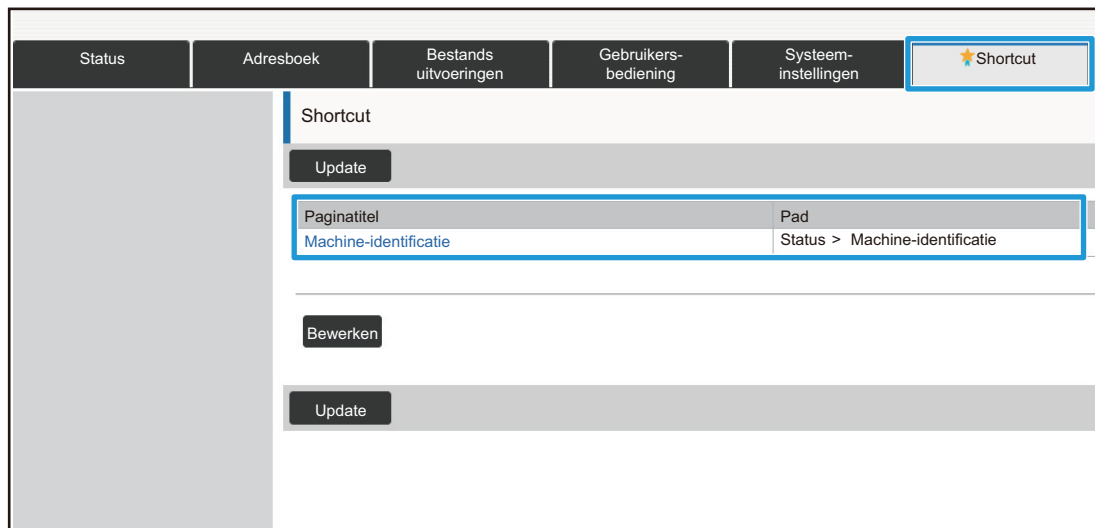 Status
Adresboek
Bestands
uitvoeringen
Gebruikers-
bediening
Systeem-
instellingen
Shortcut
Shortcut
Update
Paginatitel Pad
Machine-identificatie Status > Machine-identificatie
Bewerken
Update